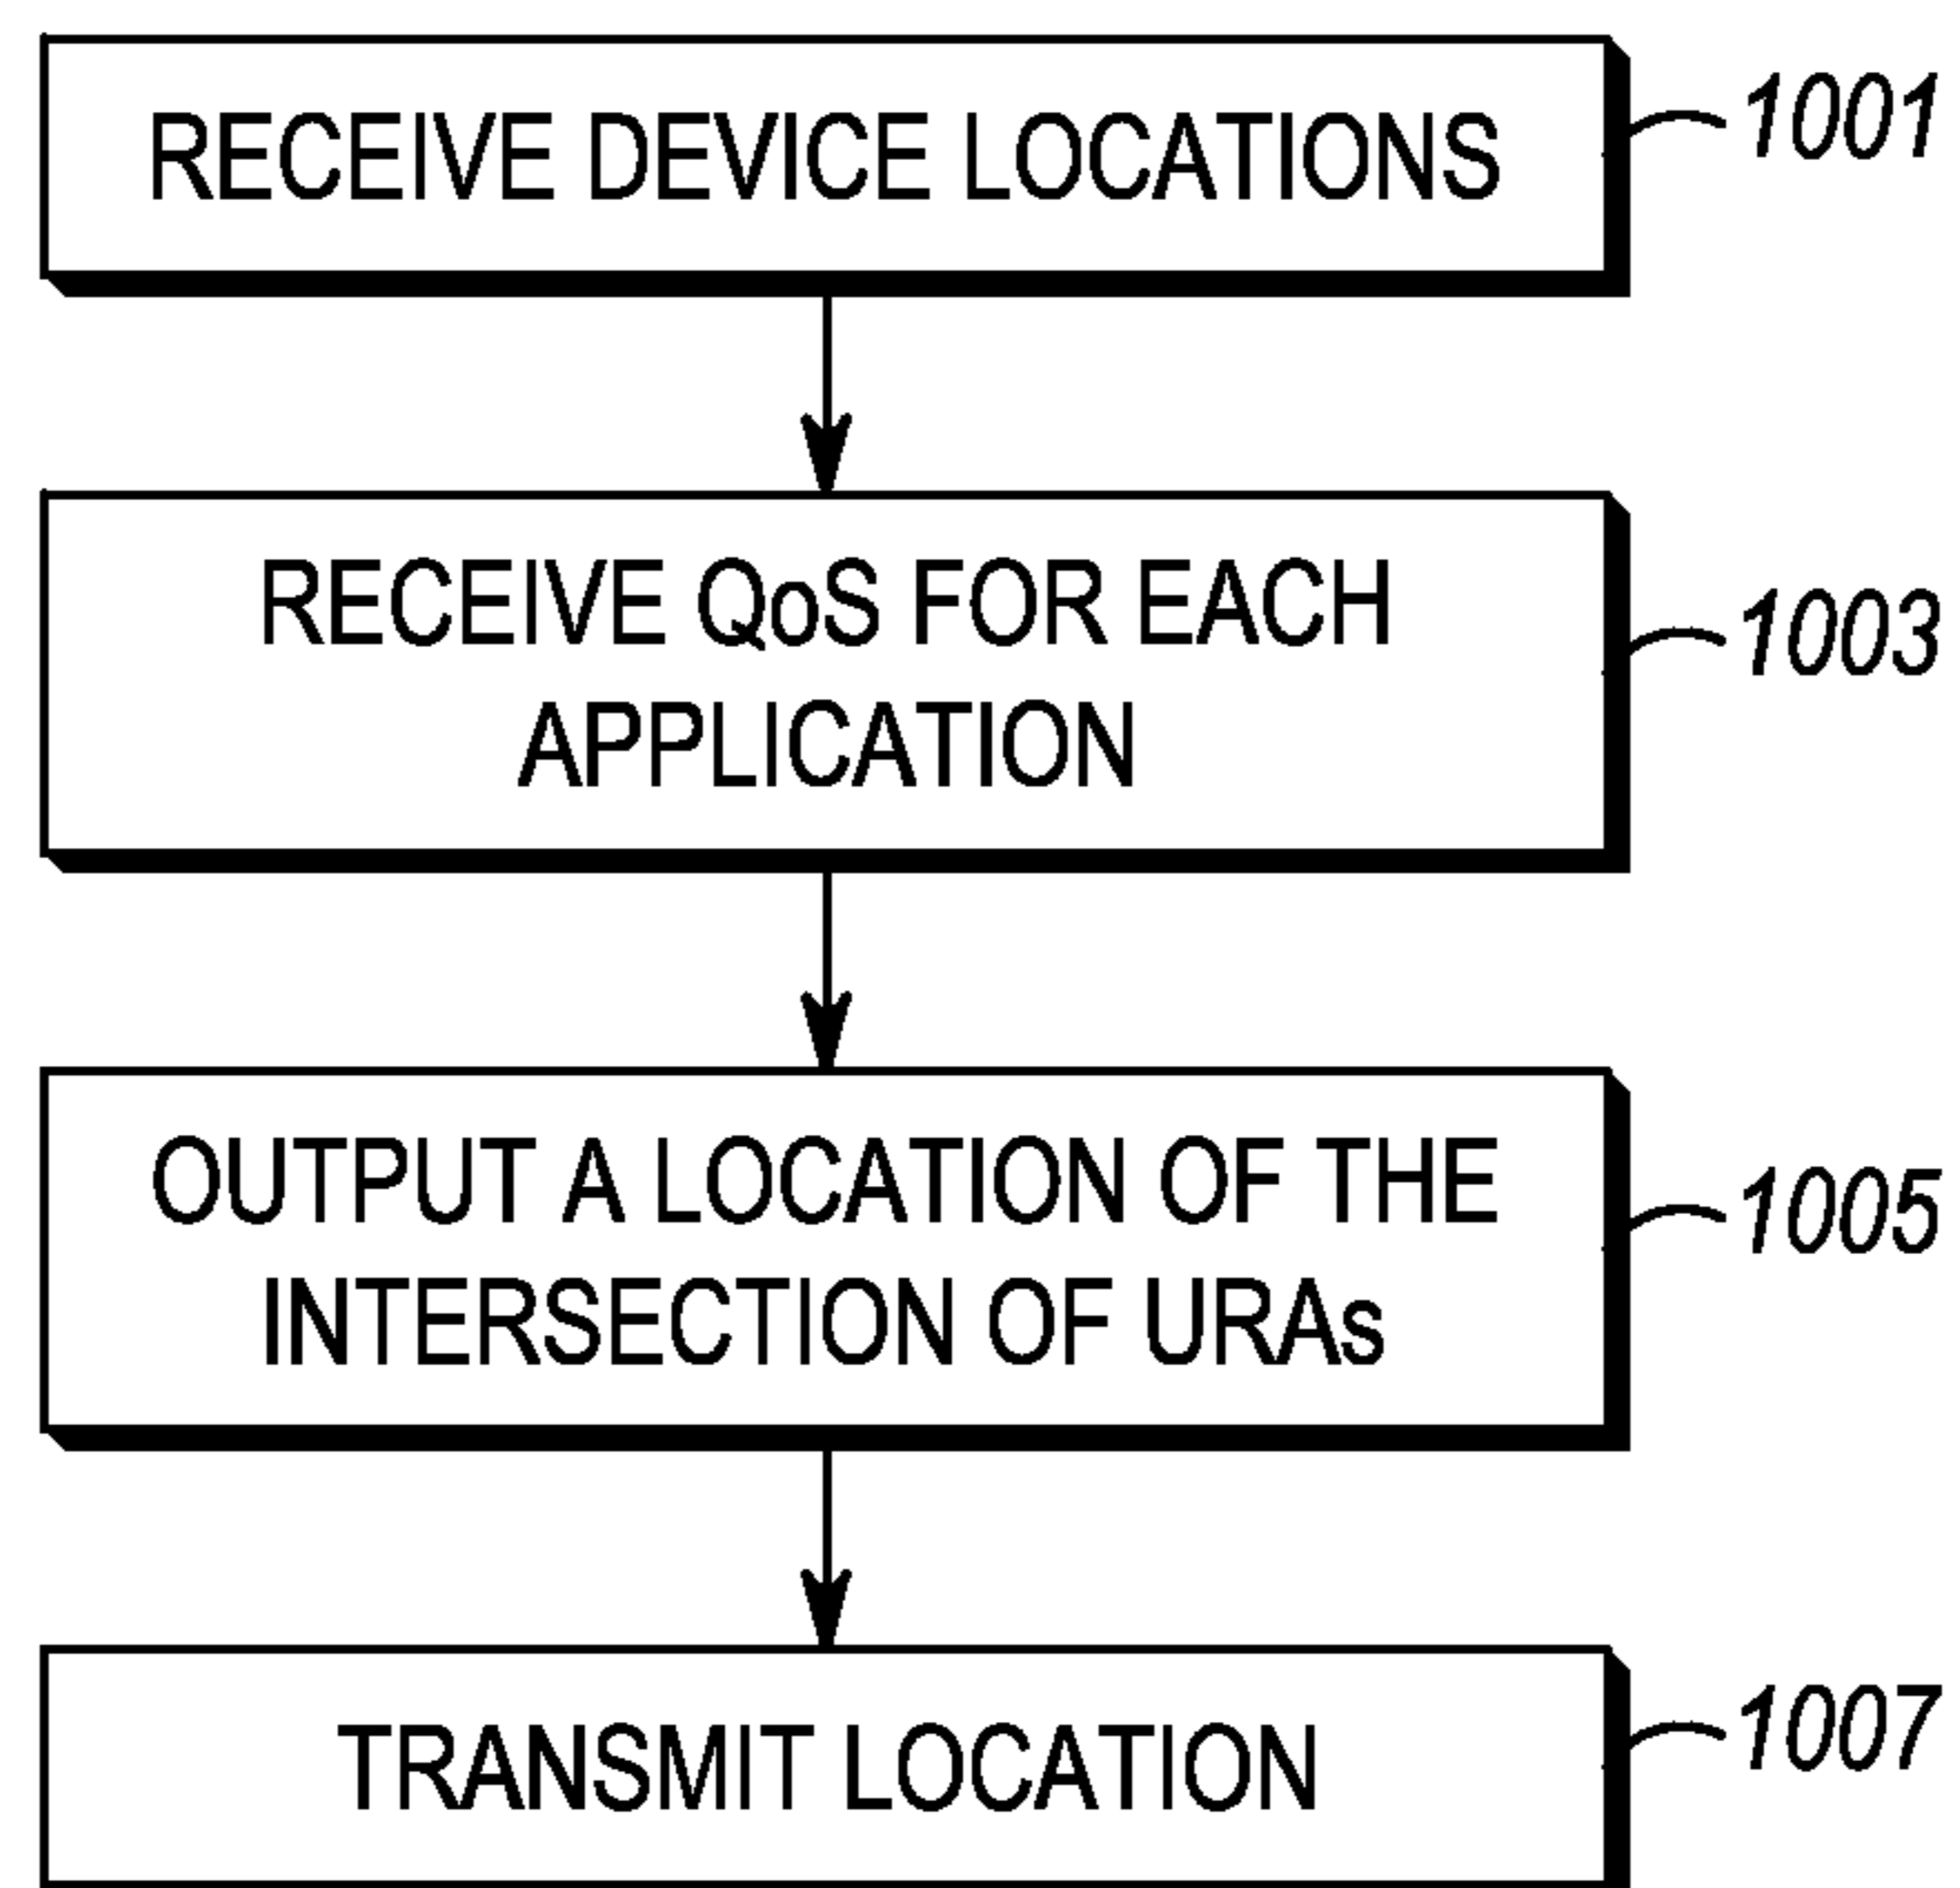 RECEIVE DEVICE LOCATIONS
1001
RECEIVE QoS FOR EACH
APPLICATION
1003
OUTPUT A LOCATION OF THE
INTERSECTION OF URAs
1005
TRANSMIT LOCATION
1007